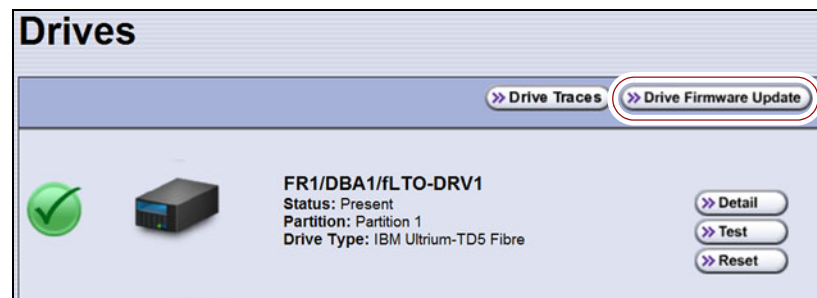 Drives
» Drive Traces » Drive Firmware Update
FR1/DBA1/fLTO-DRV1
Status: Present
Partition: Partition 1
Drive Type: IBM Ultrium-TD5 Fibre
» Detail
» Test
» Reset